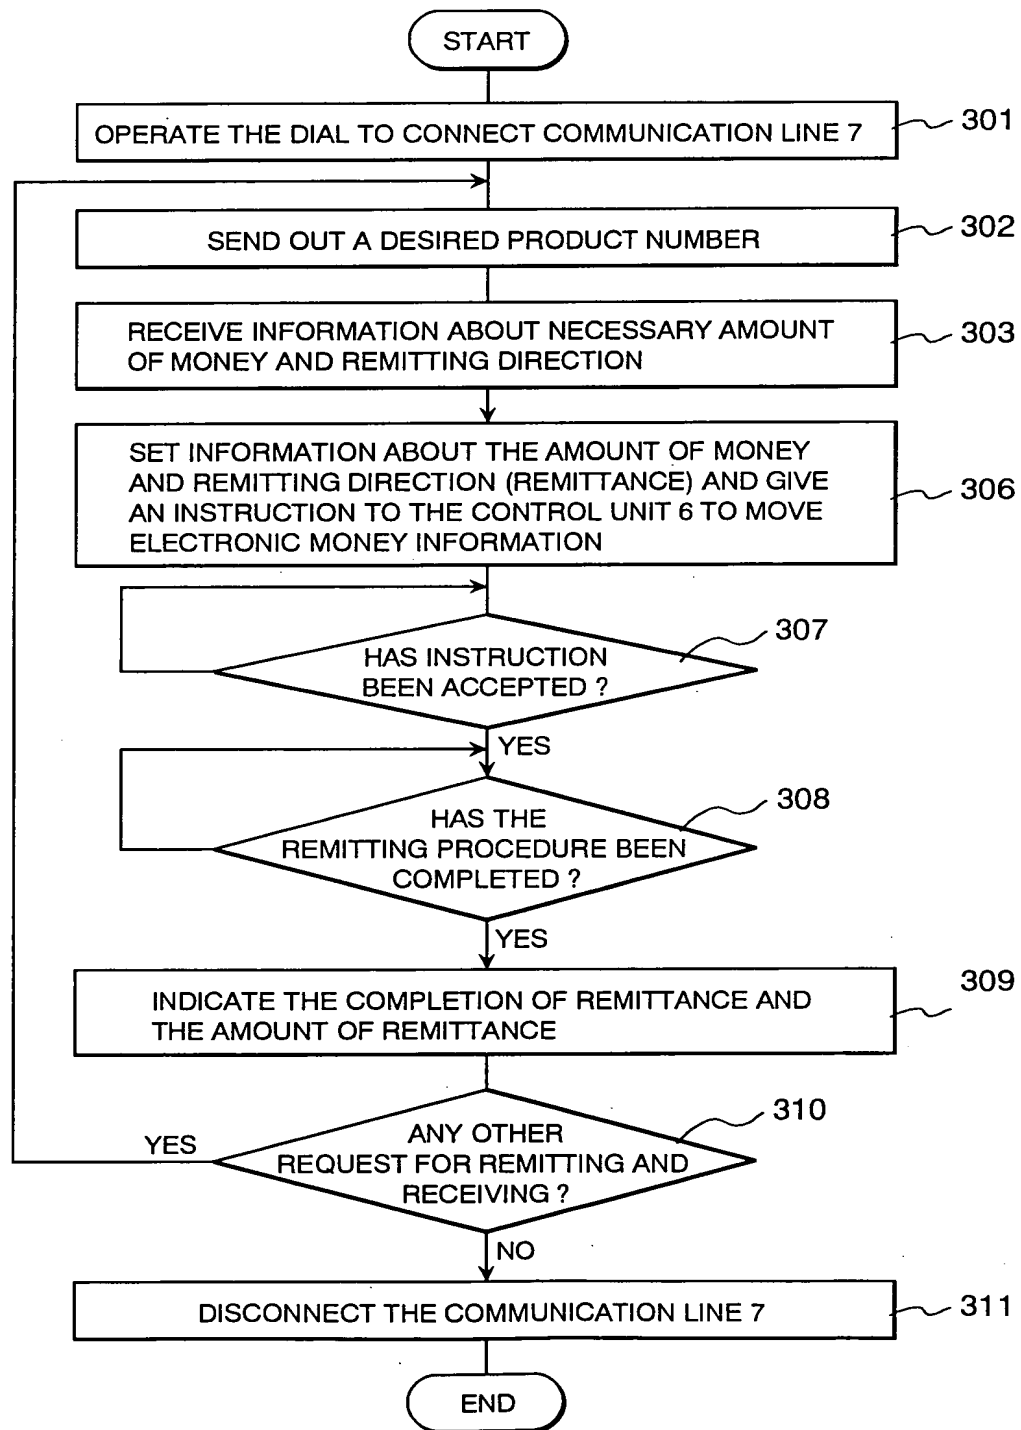 START
OPERATE THE DIAL TO CONNECT COMMUNICATION LINE 7
301
SEND OUT A DESIRED PRODUCT NUMBER
302
RECEIVE INFORMATION ABOUT NECESSARY AMOUNT
OF MONEY AND REMITTING DIRECTION
303
SET INFORMATION ABOUT THE AMOUNT OF MONEY
AND REMITTING DIRECTION (REMITTANCE) AND GIVE
AN INSTRUCTION TO THE CONTROL UNIT 6 TO MOVE
ELECTRONIC MONEY INFORMATION
306
HAS INSTRUCTION
BEEN ACCEPTED ?
307
YES
HAS THE
REMITTING PROCEDURE BEEN
COMPLETED ?
308
YES
INDICATE THE COMPLETION OF REMITTANCE AND
THE AMOUNT OF REMITTANCE
309
ANY OTHER
REQUEST FOR REMITTING AND
RECEIVING ?
310
YES
NO
DISCONNECT THE COMMUNICATION LINE 7
311
END